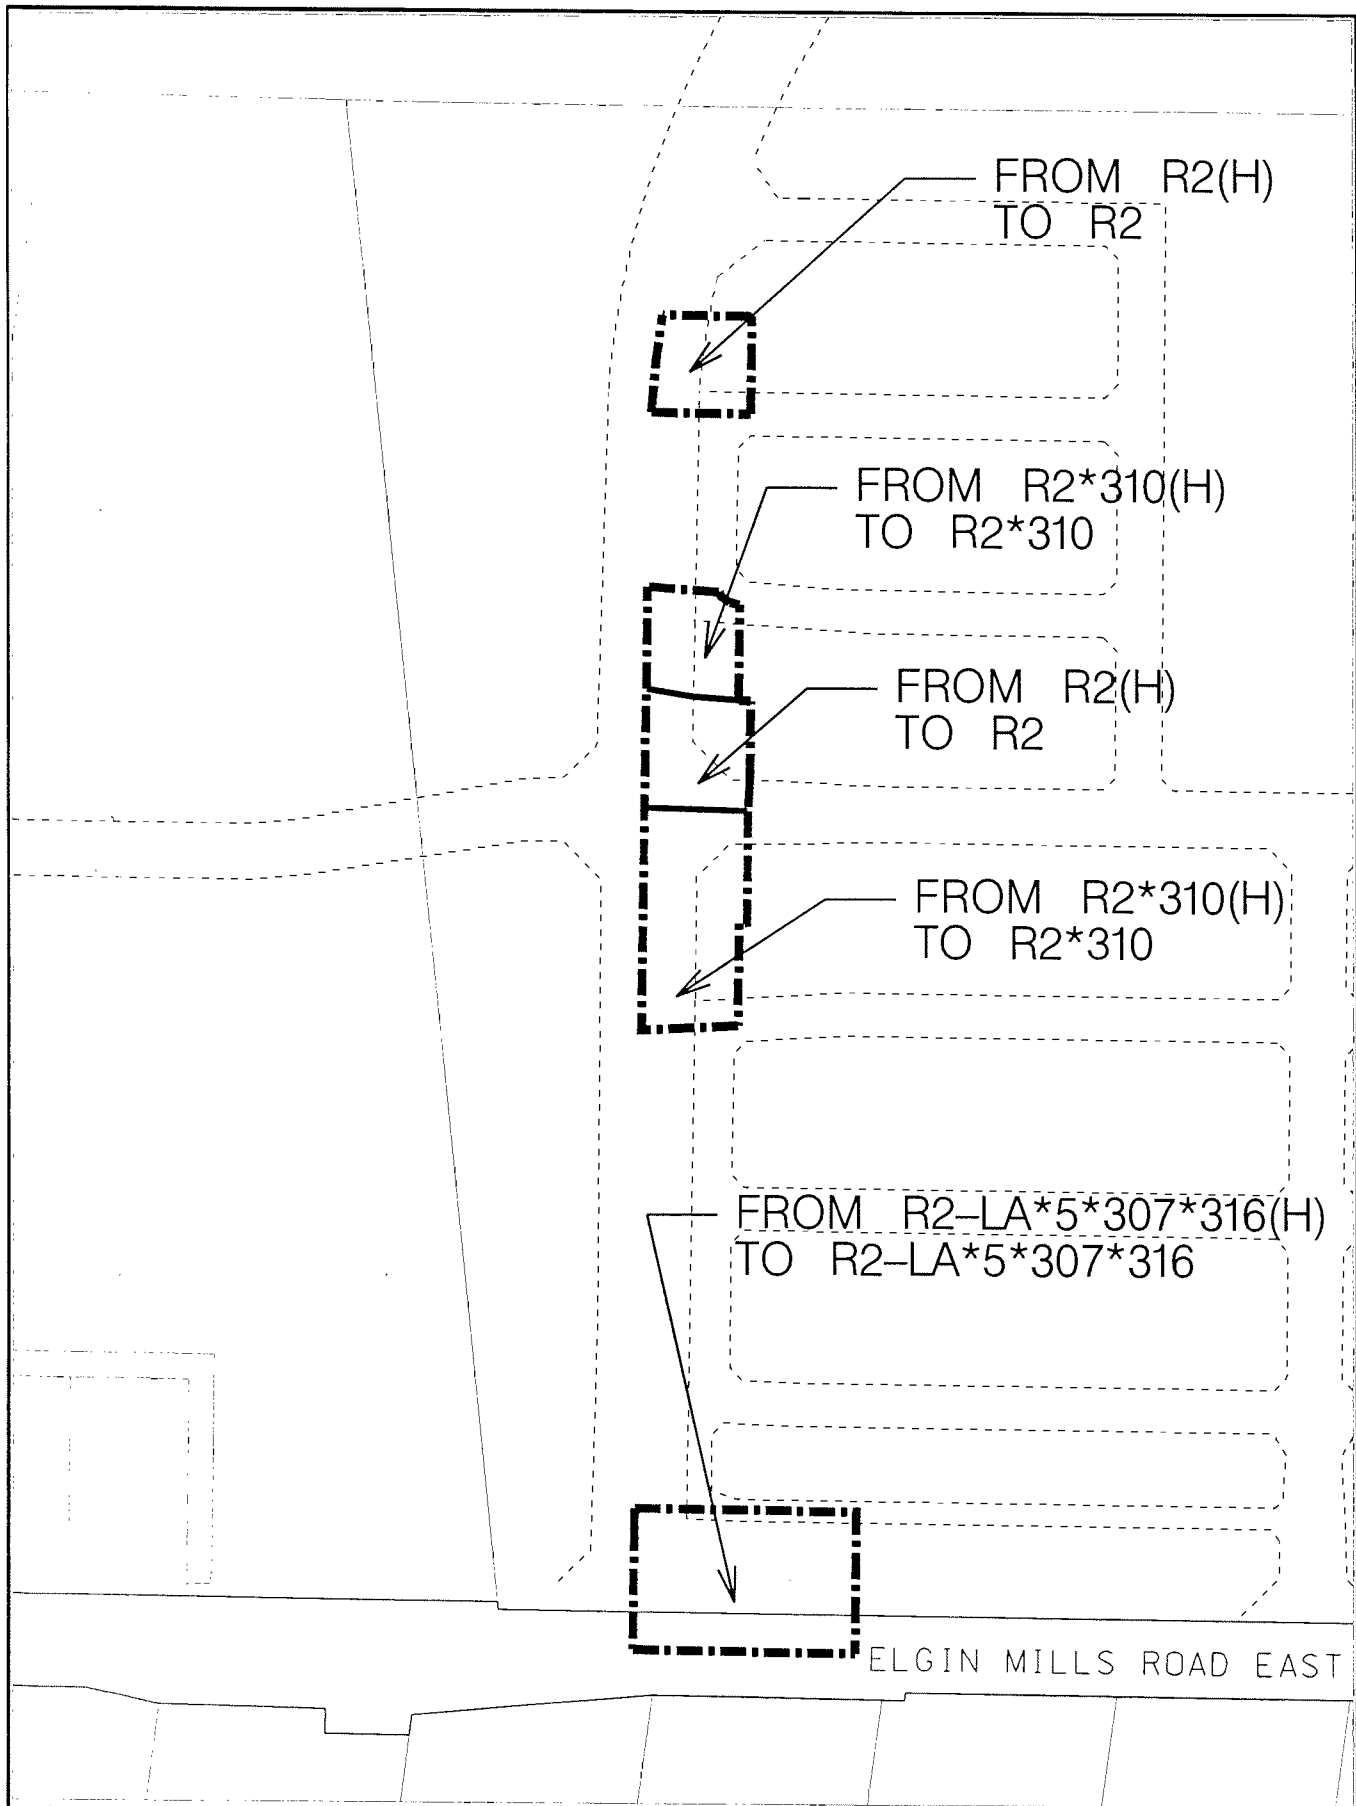 FROM R2(H)
TO R2
FROM R2*310(H)
TO R2*310
FROM R2(H)
TO R2
FROM R2*310(H)
TO R2*310
FROM R2-LA*5*307*316(H)
TO R2-LA*5*307*316
ELGIN MILLS ROAD EAST